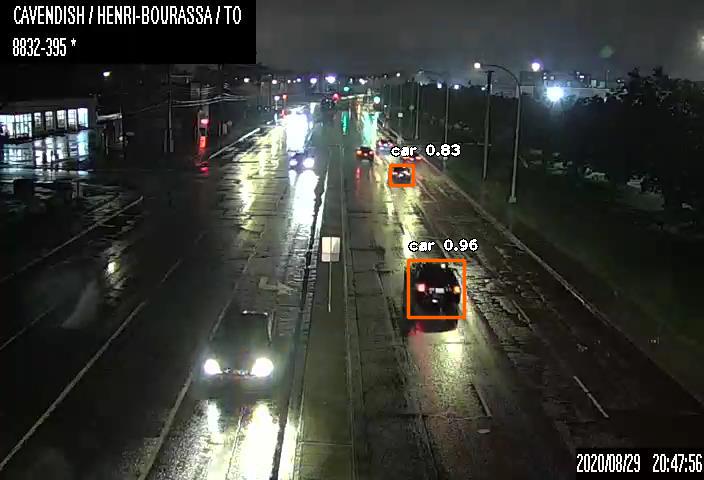 CAVENDISH / HENRI-BOURASSA / TO
8832-395 *
car 0.83
car 0.96
2020/08/29 20:47:56